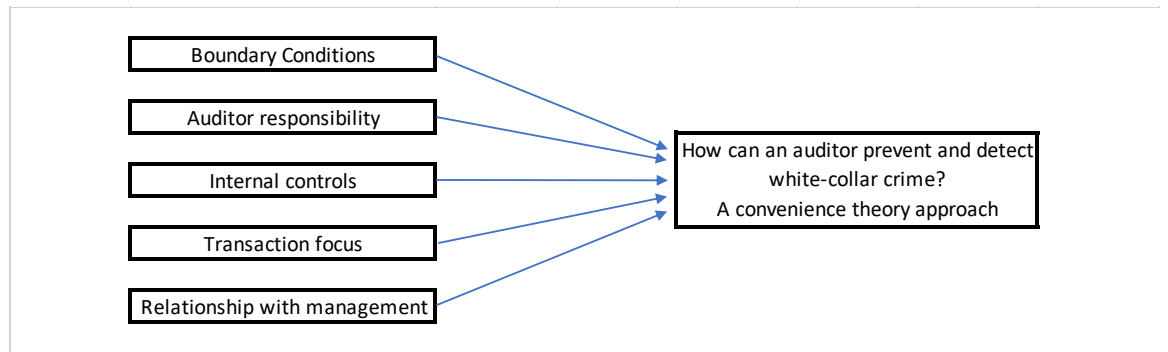 Boundary Conditions
Auditor responsibility
Internal controls
Transaction focus
Relationship with management
How can an auditor prevent and detect
white-collar crime?
A convenience theory approach